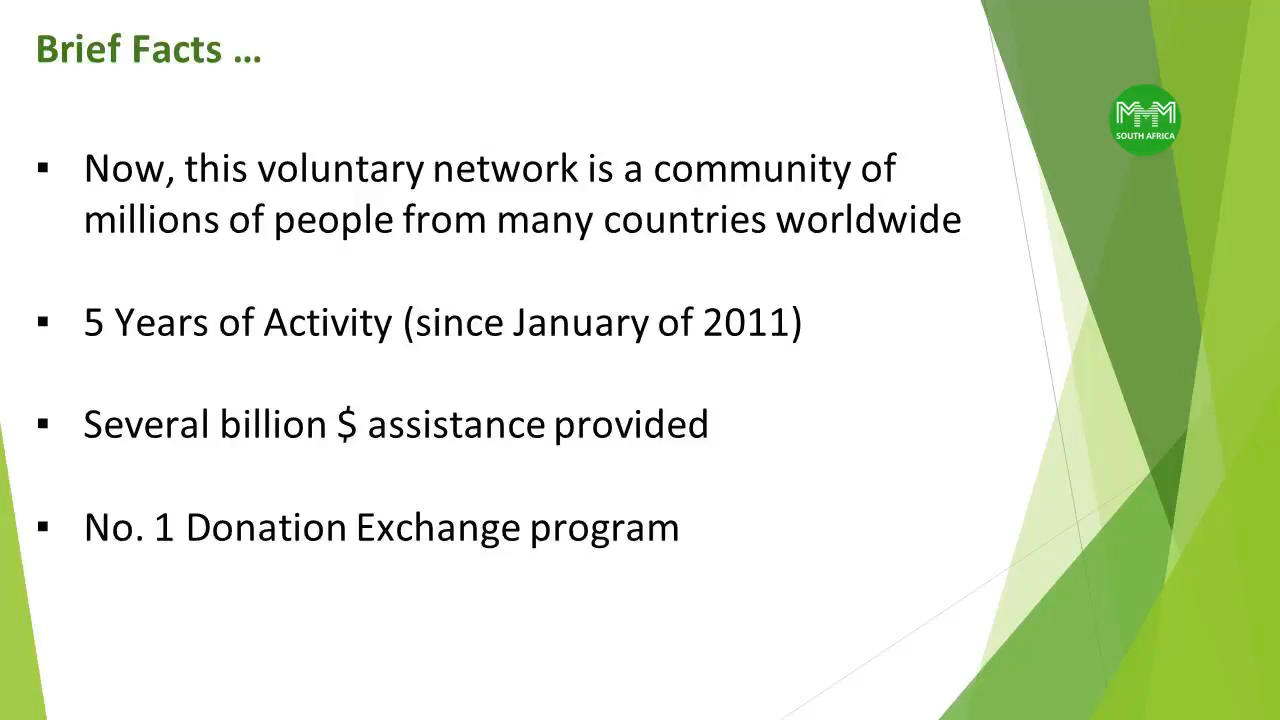 Brief Facts …
MMM
SOUTH AFRICA
▪ Now, this voluntary network is a community of
millions of people from many countries worldwide
▪ 5 Years of Activity (since January of 2011)
▪ Several billion $ assistance provided
▪ No. 1 Donation Exchange program